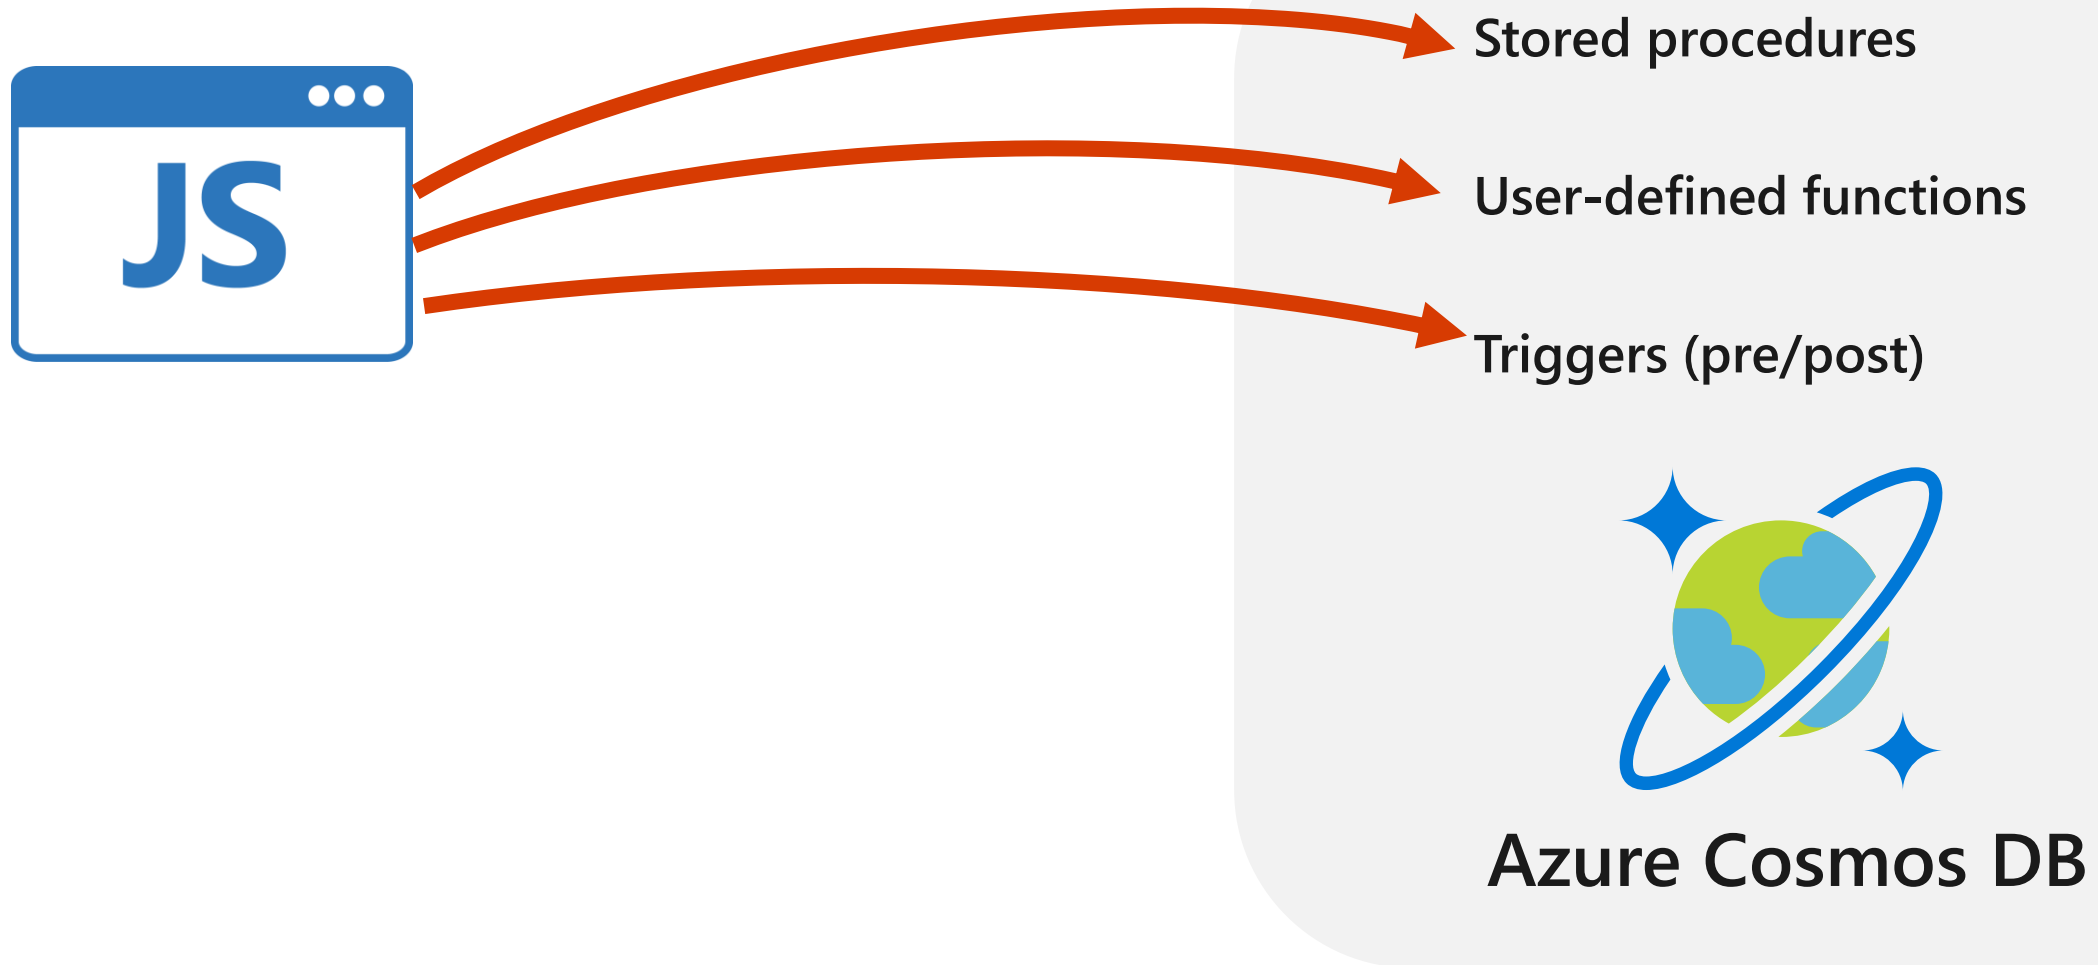 Stored procedures
JS
User-defined functions
Triggers (pre/post)
Azure Cosmos DB